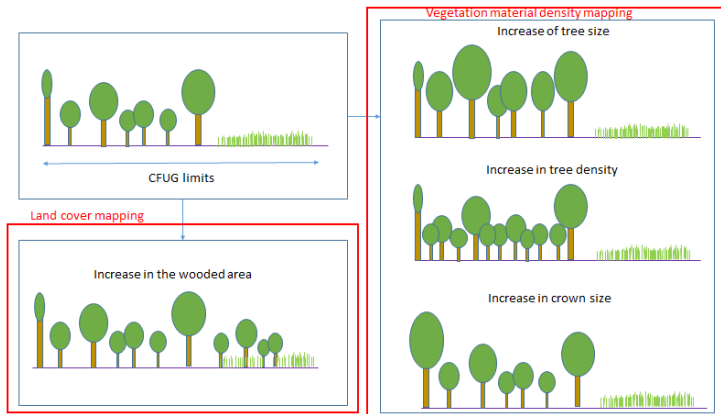 Vegetation material density mapping
Increase of tree size
CFUG limits
Increase in tree density
Land cover mapping
Increase in the wooded area
Increase in crown size